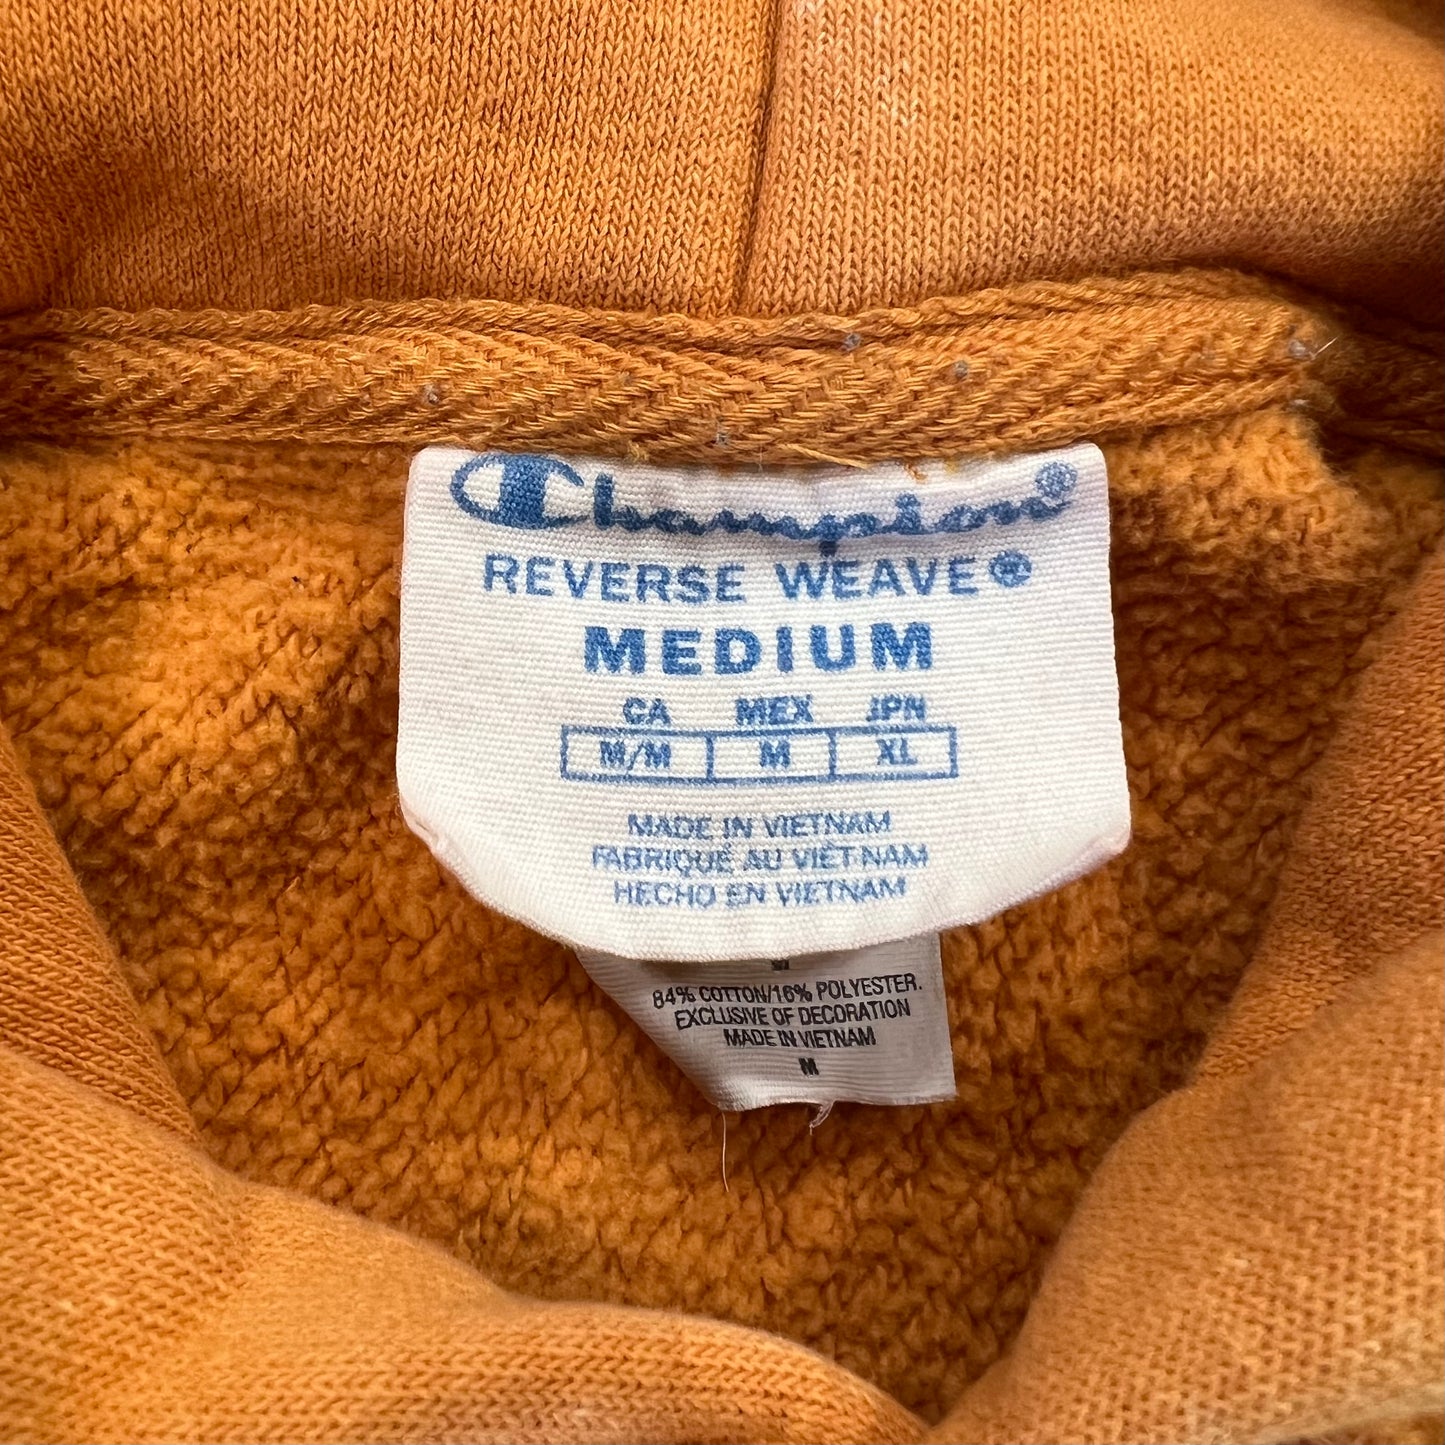 Champion®
REVERSE WEAVE®
MEDIUM
CA MEX JPN
M/M M XL
MADE IN VIETNAM
FABRIQUÉ AU VIÊT NAM
HECHO EN VIETNAM
84% COTTON/16% POLYESTER.
EXCLUSIVE OF DECORATION
MADE IN VIETNAM
M